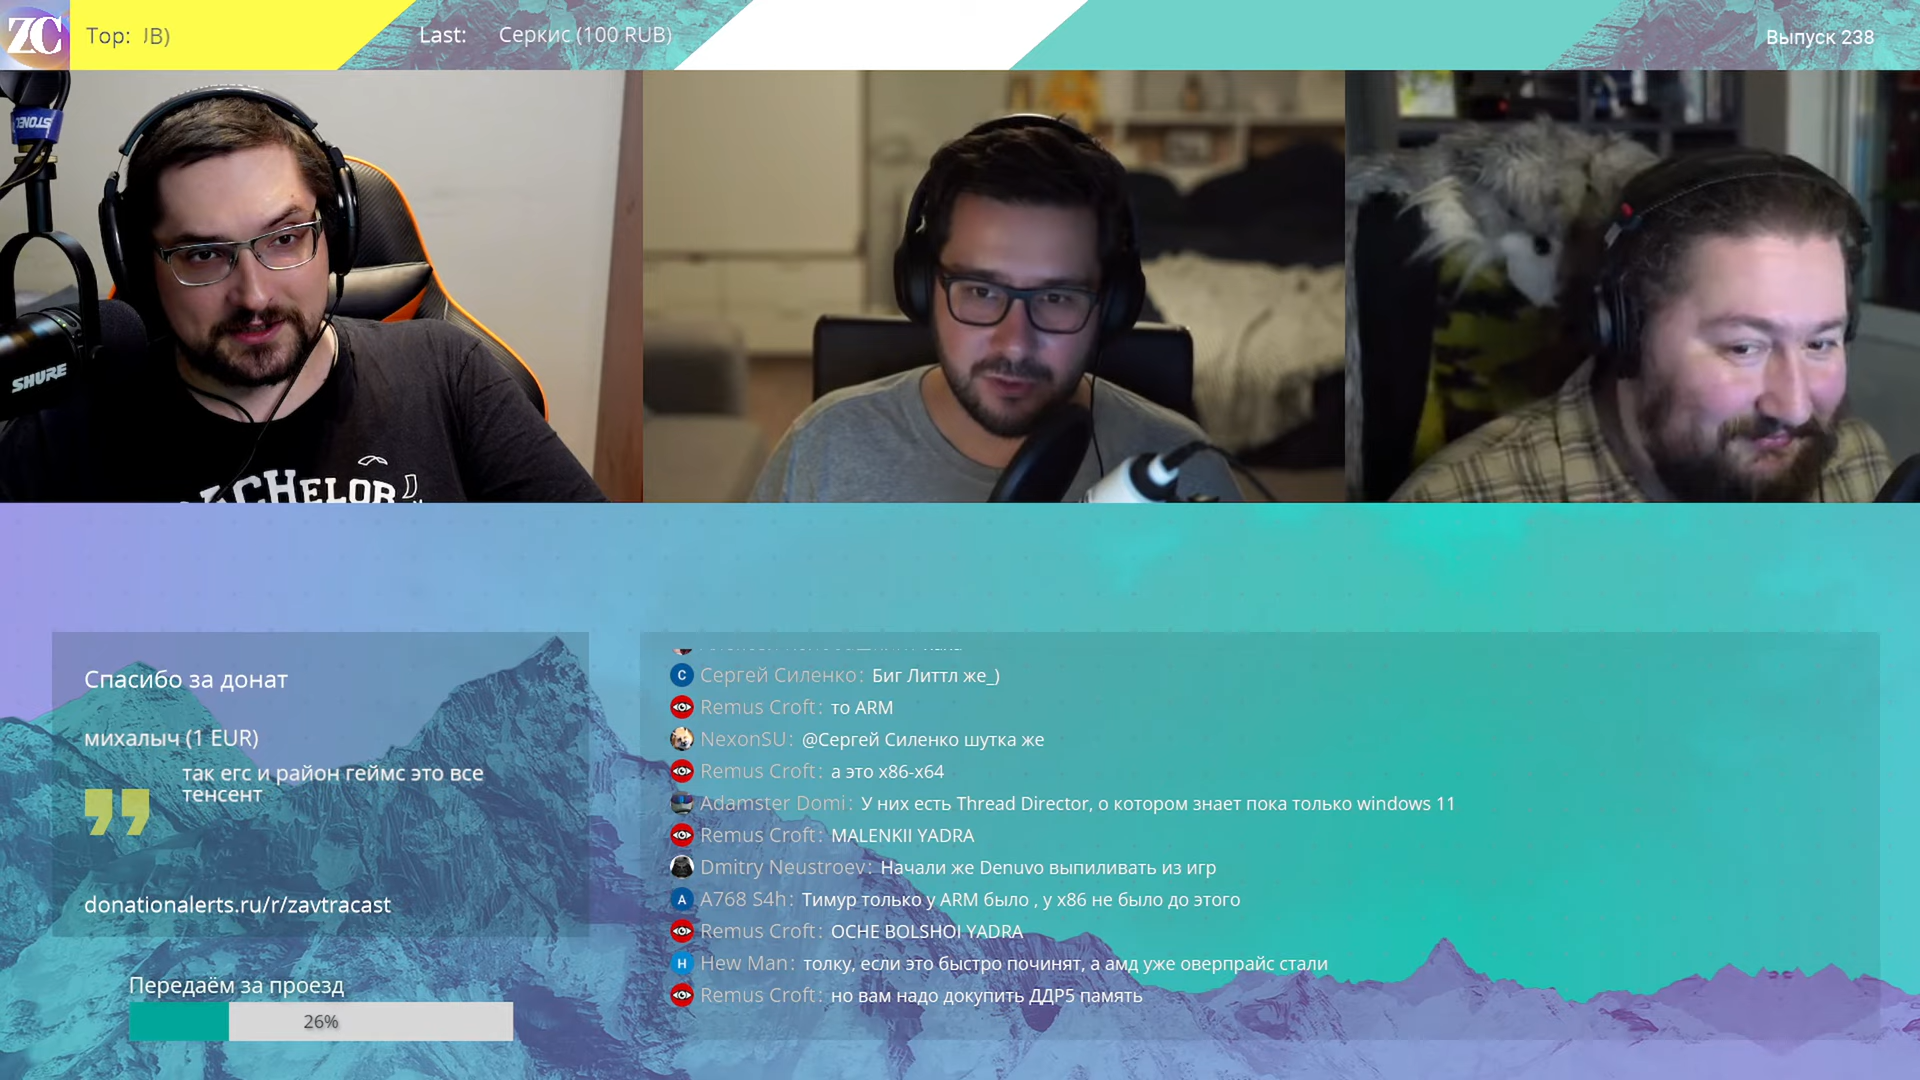 ZC
Top: JB)
Last: Серкис (100 RUB)
Выпуск 238
SHURE
BACHELOR
Спасибо за донат
михалыч (1 EUR)
так егс и район геймс это все
тенсент
donationalerts.ru/r/zavtracast
Передаём за проезд
26%
С Сергей Силенко: Биг Литтл же_)
Remus Croft: то ARM
NexonSU: @Сергей Силенко шутка же
Remus Croft: а это x86-x64
Adamster Domi: У них есть Thread Director, о котором знает пока только windows 11
Remus Croft: MALENKII YADRA
Dmitry Neustroev: Начали же Denuvo выпиливать из игр
A A768 S4h: Тимур только у ARM было , у x86 не было до этого
Remus Croft: OCHE BOLSHOI YADRA
H Hew Man: толку, если это быстро починят, а амд уже оверпрайс стали
Remus Croft: но вам надо докупить ДДР5 память